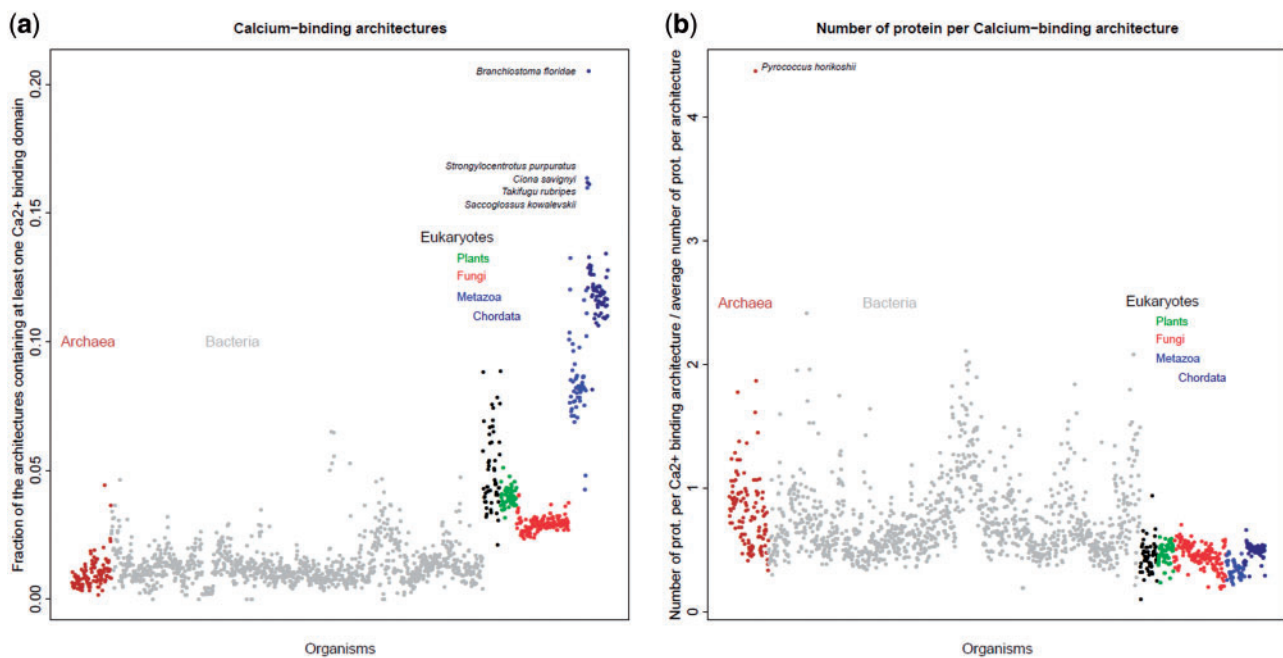 (a)
Calcium−binding architectures
Fraction of the architectures containing at least one Ca2+ binding domain
0.20
0.15
0.10
0.05
0.00
Branchiostoma floridae
Strongylocentrotus purpuratus
Ciona savignyi
Takifugu rubripes
Saccoglossus kowalevskii
Eukaryotes
Plants
Fungi
Metazoa
Chordata
Archaea
Bacteria
Organisms
(b)
Number of protein per Calcium−binding architecture
Number of prot. per Ca2+ binding architecture / average number of prot. per architecture
4
3
2
1
0
Pyrococcus horikoshii
Archaea
Bacteria
Eukaryotes
Plants
Fungi
Metazoa
Chordata
Organisms